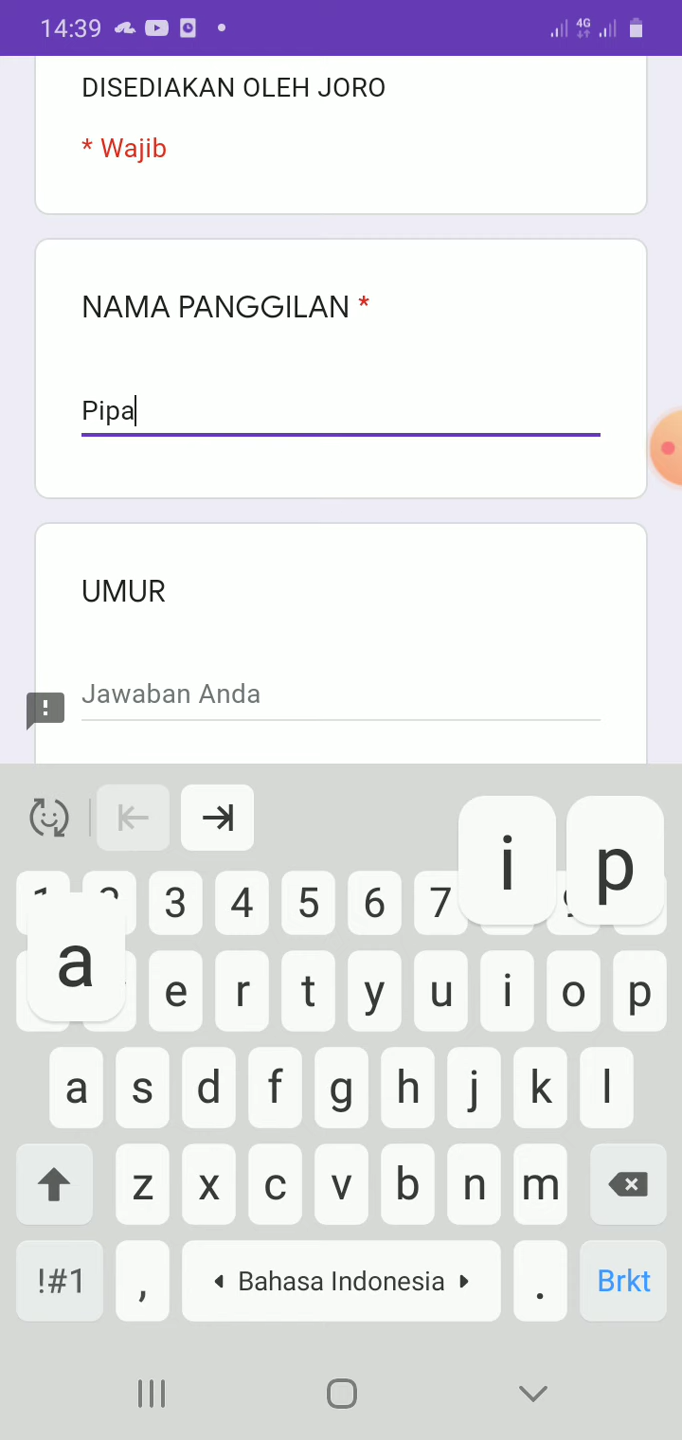 14:39
4G
DISEDIAKAN OLEH JORO
* Wajib
NAMA PANGGILAN *
Pipa
UMUR
Jawaban Anda
i p
3 4 5 6 7
a
e r t y u i o p
a s d f g h j k l
z x c v b n m
!#1 , Bahasa Indonesia . Brkt